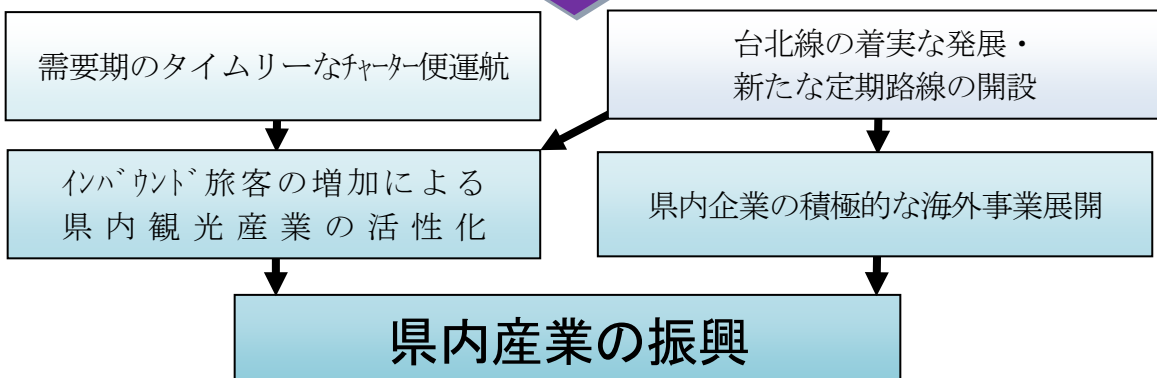 需要期のタイムリーなﾁｬｰﾀｰ便運航
台北線の着実な発展・
新たな定期路線の開設
ｲﾝﾊﾞｳﾝﾄﾞ旅客の増加による
県内観光産業の活性化
県内企業の積極的な海外事業展開
県内産業の振興